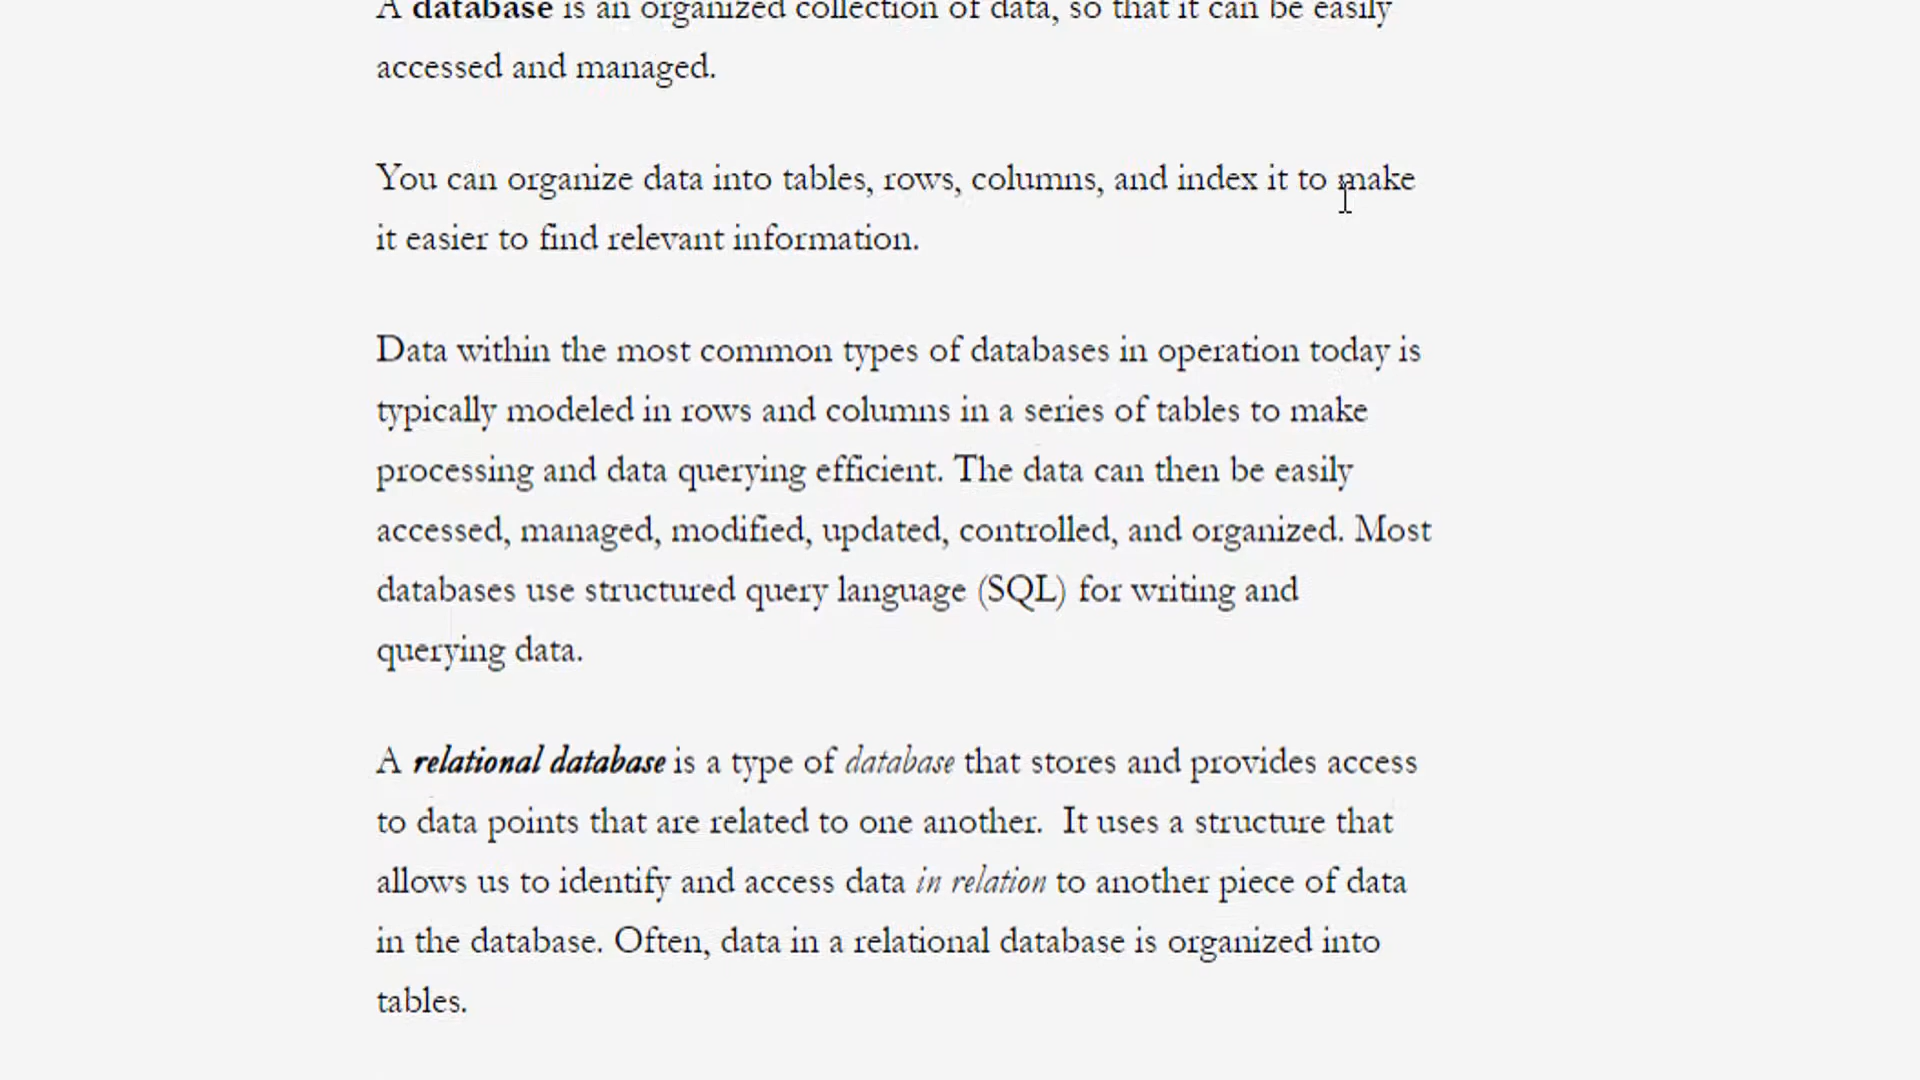 A database is an organized collection of data, so that it can be easily
accessed and managed.
You can organize data into tables, rows, columns, and index it to make
it easier to find relevant information.
Data within the most common types of databases in operation today is
typically modeled in rows and columns in a series of tables to make
processing and data querying efficient. The data can then be easily
accessed, managed, modified, updated, controlled, and organized. Most
databases use structured query language (SQL) for writing and
querying data.
A relational database is a type of database that stores and provides access
to data points that are related to one another.  It uses a structure that
allows us to identify and access data in relation to another piece of data
in the database. Often, data in a relational database is organized into
tables.